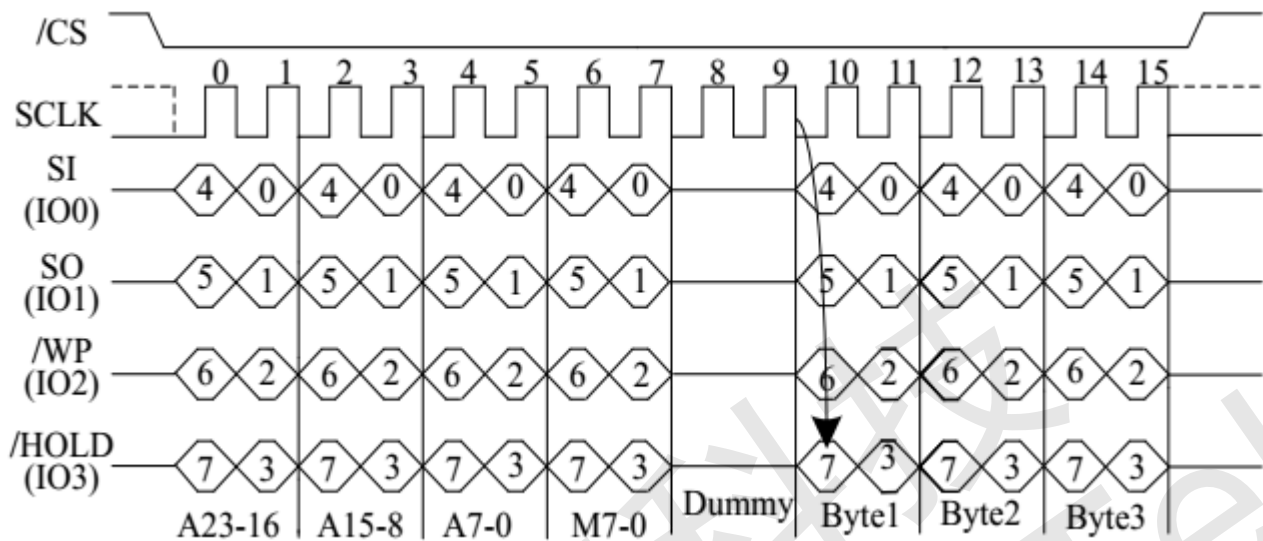 /CS
0 1 2 3 4 5 6 7 8 9 10 11 12 13 14 15
SCLK
SI
(IO0)
4 0 4 0 4 0 4 0 4 0 4 0 4 0
SO
(IO1)
5 1 5 1 5 1 5 1 5 1 5 1 5 1
/WP
(IO2)
6 2 6 2 6 2 6 2 6 2 6 2 6 2
/HOLD
(IO3)
7 3 7 3 7 3 7 3 7 3 7 3 7 3
A23-16 A15-8 A7-0 M7-0 Dummy Byte1 Byte2 Byte3
科技